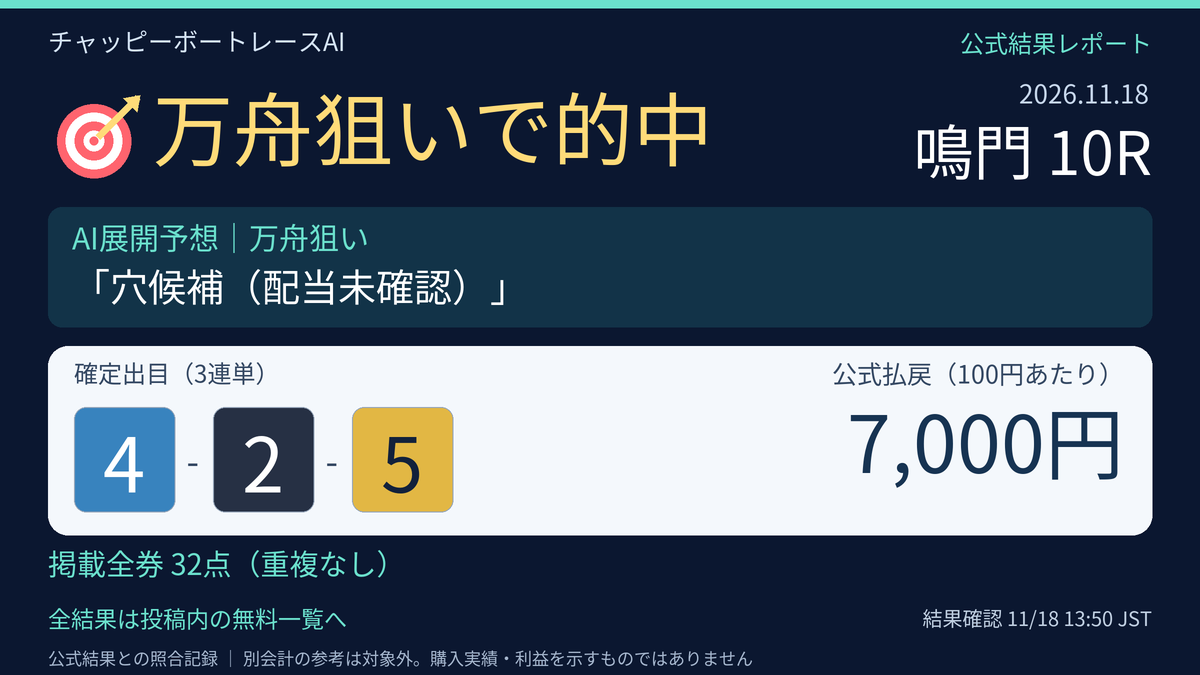 チャッピーボートレースAI
公式結果レポート
2026.11.18
万舟狙いで的中
鳴門 10R
AI展開予想｜万舟狙い
「穴候補（配当未確認）」
確定出目（3連単）
公式払戻（100円あたり）
4 - 2 - 5
7,000円
掲載全券 32点（重複なし）
全結果は投稿内の無料一覧へ
結果確認 11/18 13:50 JST
公式結果との照合記録 ｜ 別会計の参考は対象外。購入実績・利益を示すものではありません